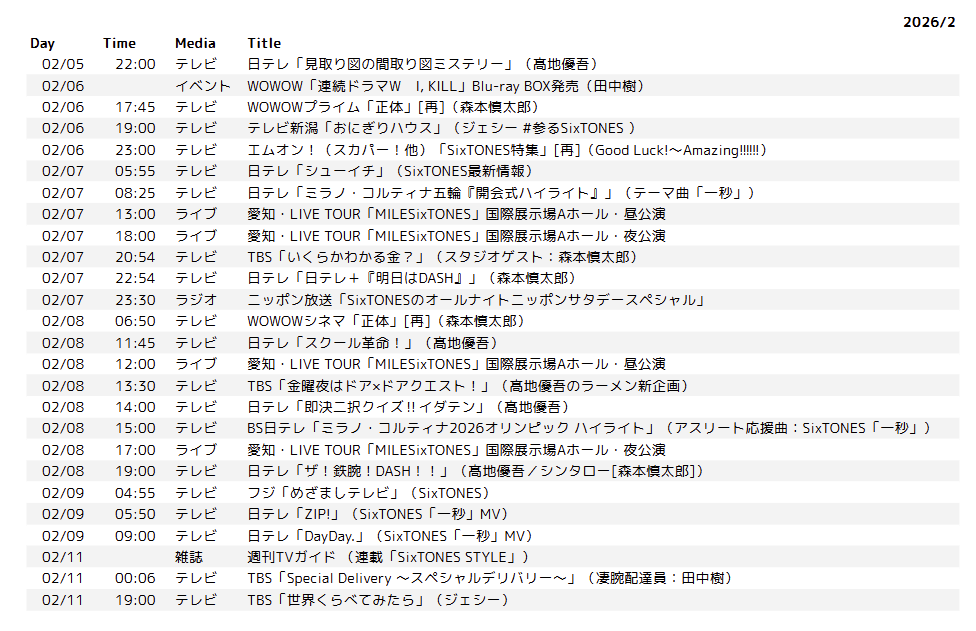 2026/2
Day Time Media Title
02/05 22:00 テレビ 日テレ「見取り図の間取り図ミステリー」（髙地優吾）
02/06 イベント WOWOW「連続ドラマW　I, KILL」Blu-ray BOX発売（田中樹）
02/06 17:45 テレビ WOWOWプライム「正体」[再]（森本慎太郎）
02/06 19:00 テレビ テレビ新潟「おにぎりハウス」（ジェシー #参るSixTONES ）
02/06 23:00 テレビ エムオン！（スカパー！他）「SixTONES特集」[再]（Good Luck!～Amazing!!!!!!）
02/07 05:55 テレビ 日テレ「シューイチ」（SixTONES最新情報）
02/07 08:25 テレビ 日テレ「ミラノ・コルティナ五輪『開会式ハイライト』」（テーマ曲「一秒」）
02/07 13:00 ライブ 愛知・LIVE TOUR「MILESixTONES」国際展示場Aホール・昼公演
02/07 18:00 ライブ 愛知・LIVE TOUR「MILESixTONES」国際展示場Aホール・夜公演
02/07 20:54 テレビ TBS「いくらかわかる金？」（スタジオゲスト：森本慎太郎）
02/07 22:54 テレビ 日テレ「日テレ＋『明日はDASH』」（森本慎太郎）
02/07 23:30 ラジオ ニッポン放送「SixTONESのオールナイトニッポンサタデースペシャル」
02/08 06:50 テレビ WOWOWシネマ「正体」[再]（森本慎太郎）
02/08 11:45 テレビ 日テレ「スクール革命！」（髙地優吾）
02/08 12:00 ライブ 愛知・LIVE TOUR「MILESixTONES」国際展示場Aホール・昼公演
02/08 13:30 テレビ TBS「金曜夜はドア×ドアクエスト！」（髙地優吾のラーメン新企画）
02/08 14:00 テレビ 日テレ「即決二択クイズ!!イダテン」（髙地優吾）
02/08 15:00 テレビ BS日テレ「ミラノ・コルティナ2026オリンピック ハイライト」（アスリート応援曲：SixTONES「一秒」）
02/08 17:00 ライブ 愛知・LIVE TOUR「MILESixTONES」国際展示場Aホール・夜公演
02/08 19:00 テレビ 日テレ「ザ！鉄腕！DASH！！」（髙地優吾／シンタロー[森本慎太郎]）
02/09 04:55 テレビ フジ「めざましテレビ」（SixTONES）
02/09 05:50 テレビ 日テレ「ZIP!」（SixTONES「一秒」MV）
02/09 09:00 テレビ 日テレ「DayDay.」（SixTONES「一秒」MV）
02/11 雑誌 週刊TVガイド （連載「SixTONES STYLE」）
02/11 00:06 テレビ TBS「Special Delivery ～スペシャルデリバリー～」（凄腕配達員：田中樹）
02/11 19:00 テレビ TBS「世界くらべてみたら」（ジェシー）